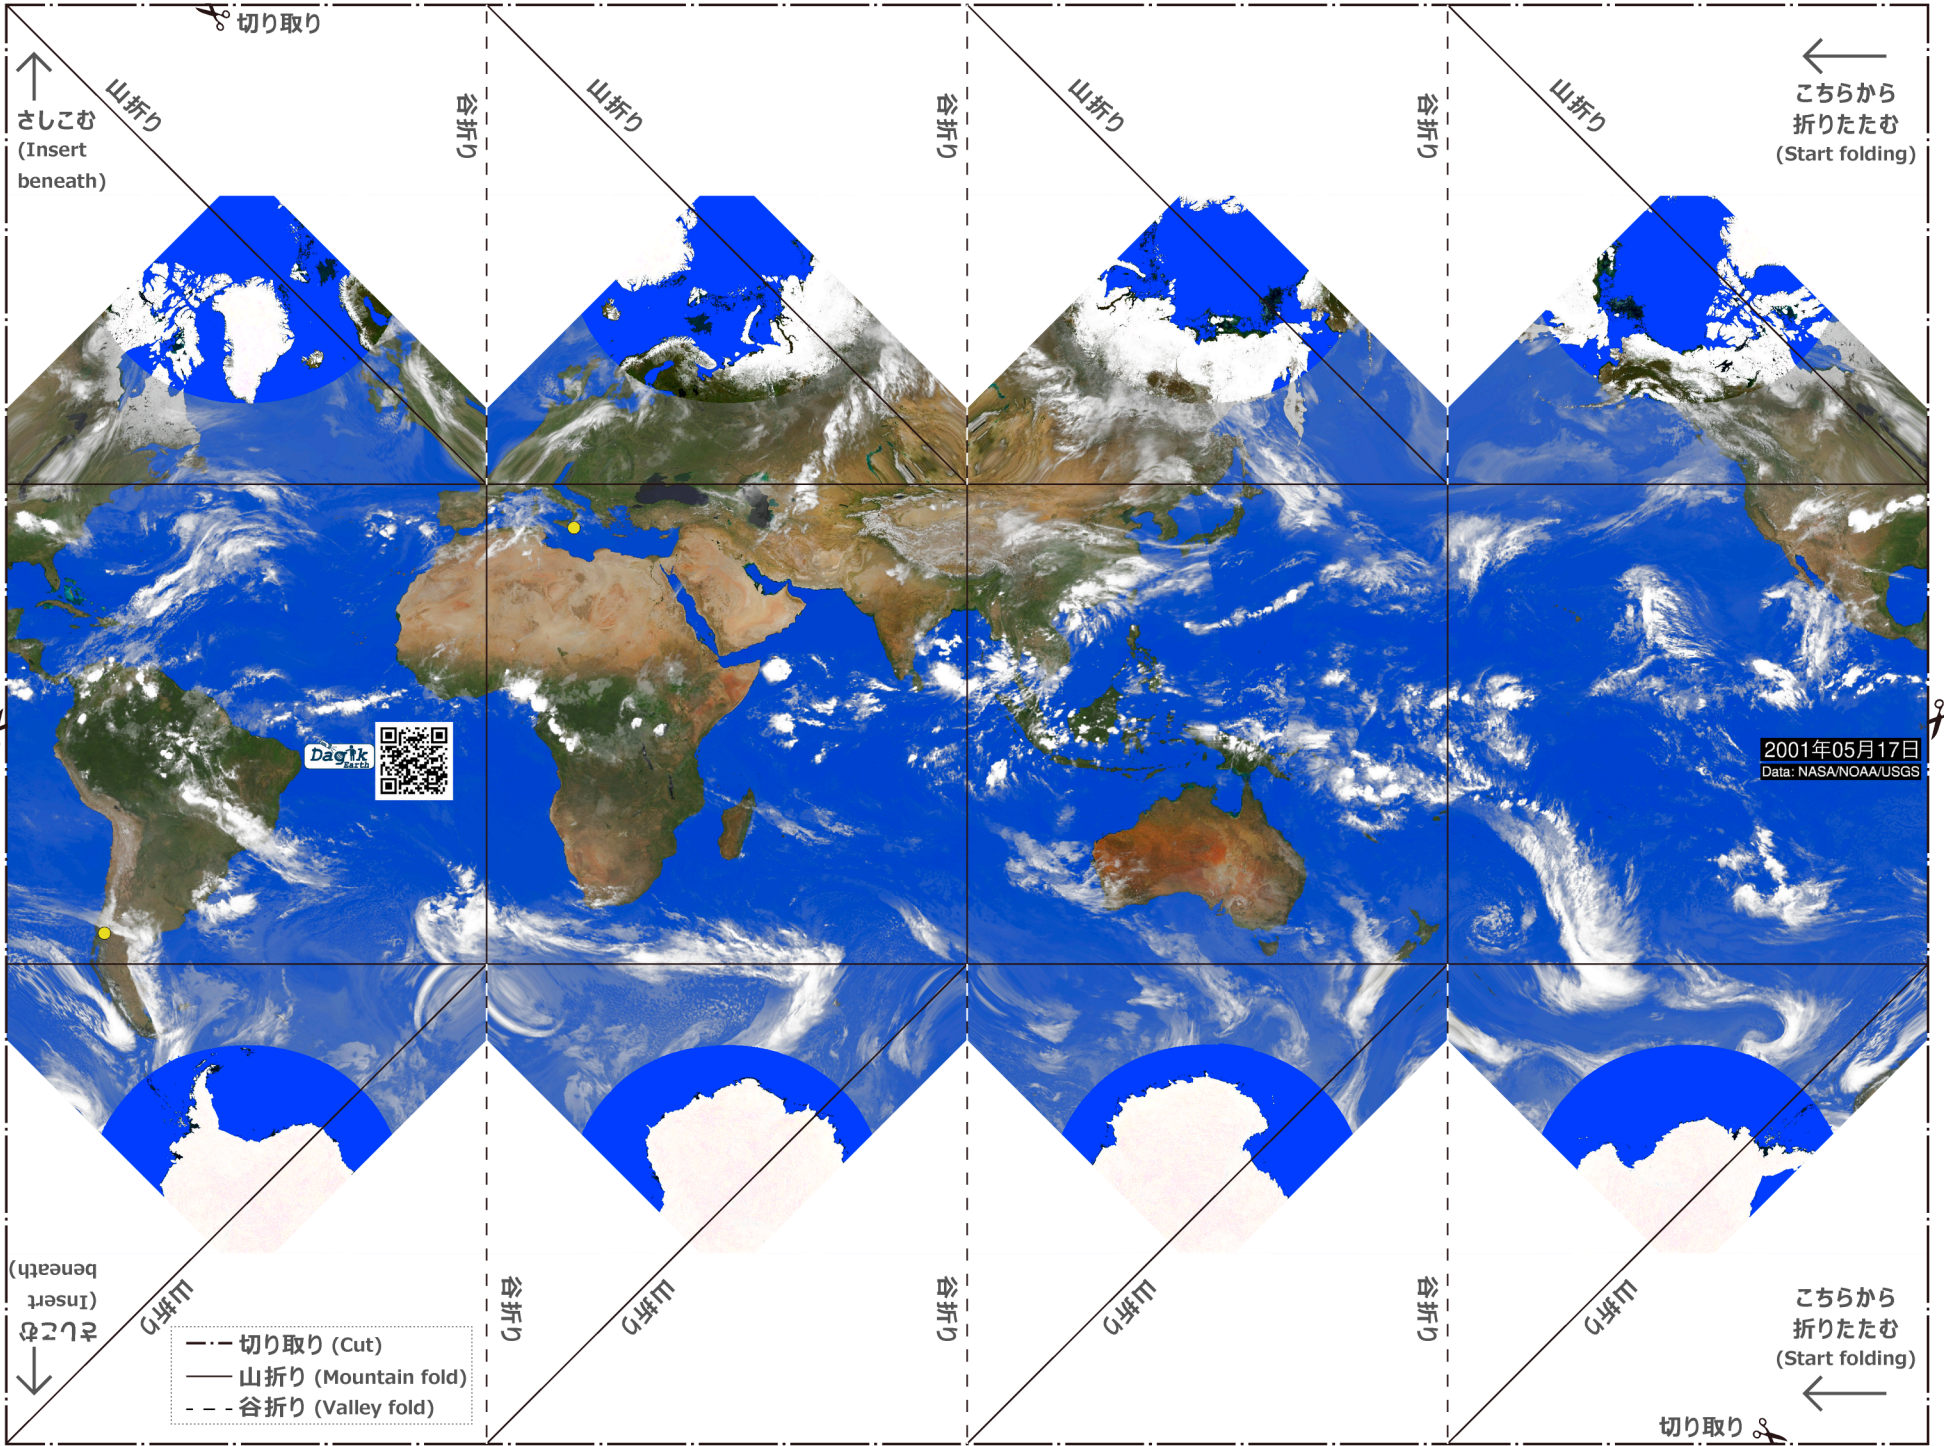 切り取り
山折り
谷折り
山折り
谷折り
山折り
谷折り
山折り
さしこむ
(Insert
beneath)
こちらから
折りたたむ
(Start folding)
Dagik
Earth
2001年05月17日
Data: NASA/NOAA/USGS
さしこむ
(Insert
beneath)
山折り
谷折り
山折り
谷折り
山折り
谷折り
山折り
切り取り (Cut)
山折り (Mountain fold)
谷折り (Valley fold)
こちらから
折りたたむ
(Start folding)
切り取り